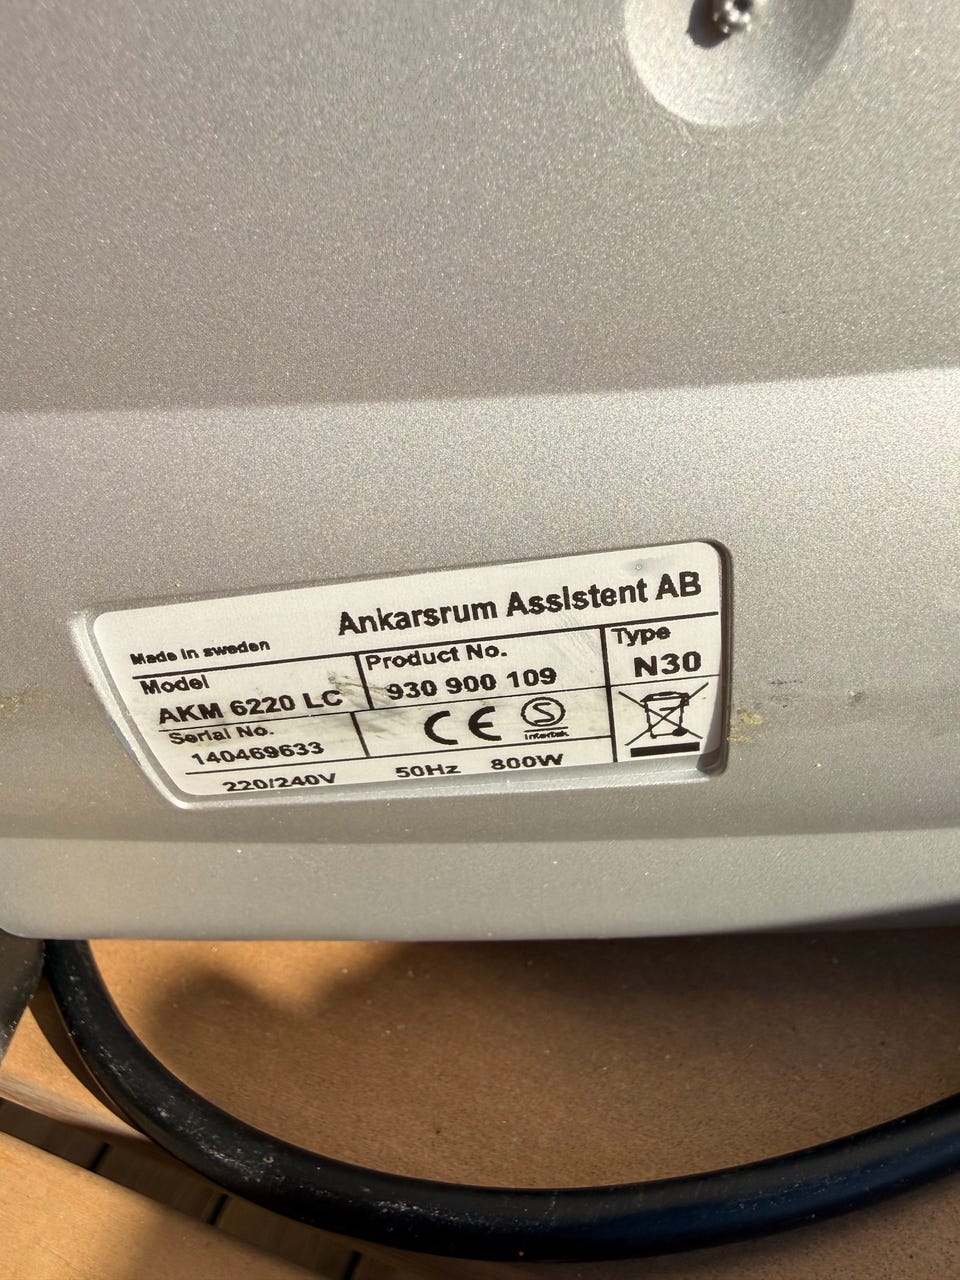 Ankarsrum Assistent AB
Made in sweden
Model
AKM 6220 LC
Product No.
930 900 109
Type
N30
Serial No.
140469633
CE
S
Intertek
220/240V 50Hz 800W